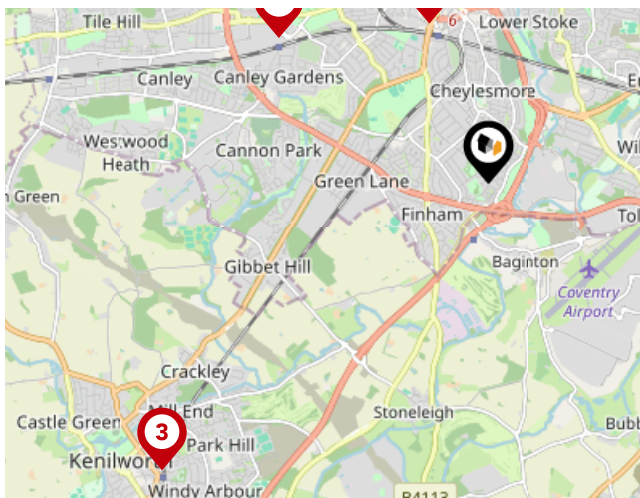 Tile Hill
6
Lower Stoke
Canley
Canley Gardens
Cheylesmore
Westwood
Heath
Cannon Park
Green Lane
n Green
Finham
Gibbet Hill
Baginton
Coventry
Airport
Crackley
Castle Green
Mill End
Stoneleigh
3
Park Hill
Kenilworth
Windy Arbour
B4113